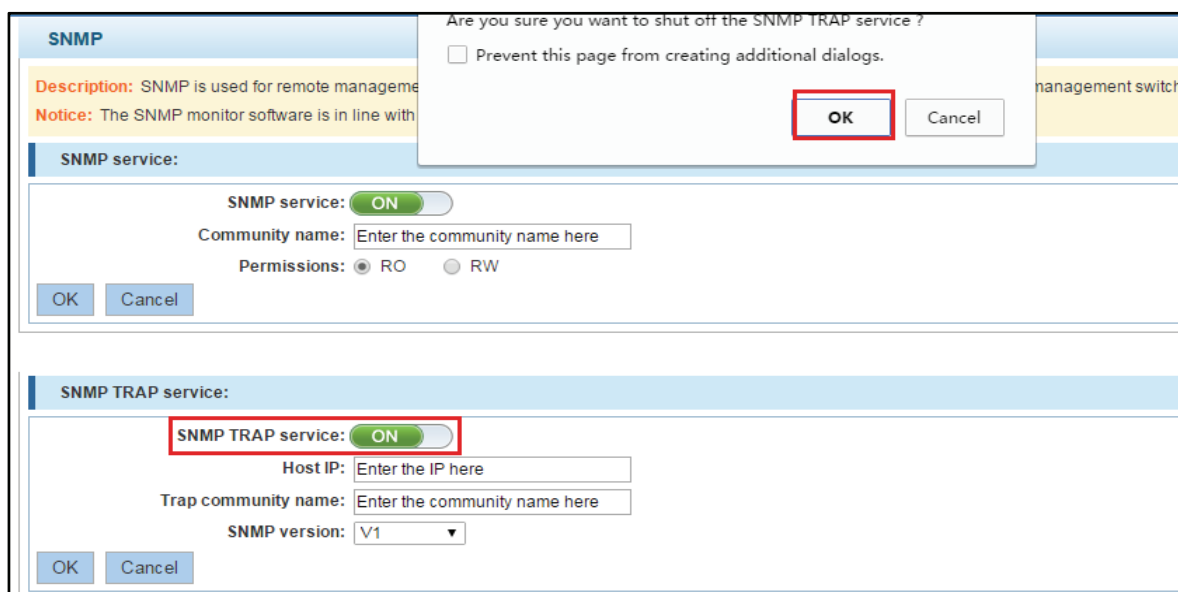 SNMP
Are you sure you want to shut off the SNMP TRAP service ?
Prevent this page from creating additional dialogs.
OK Cancel
Description: SNMP is used for remote manageme
management switch
Notice: The SNMP monitor software is in line with
SNMP service:
SNMP service: ON
Community name: Enter the community name here
Permissions: RO RW
OK Cancel
SNMP TRAP service:
SNMP TRAP service: ON
Host IP: Enter the IP here
Trap community name: Enter the community name here
SNMP version: V1
OK Cancel